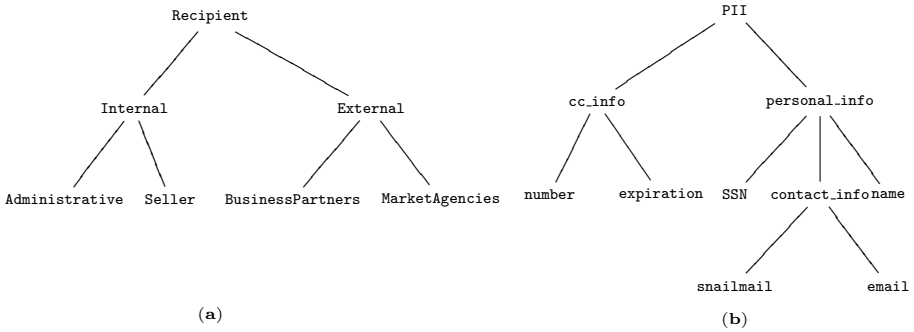 Recipient
Internal
External
Administrative
Seller
BusinessPartners
MarketAgencies
(a)
PII
cc_info
personal_info
number
expiration
SSN
contact_info
name
snailmail
email
(b)